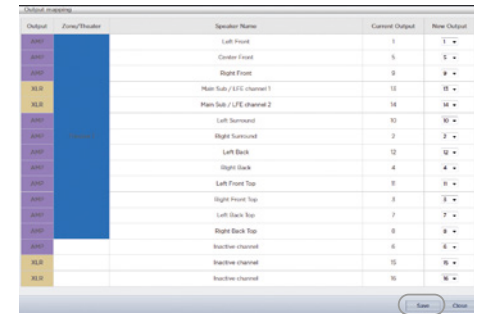 Output mapping
Output Zone/Theater Speaker Name Current Output New Output
AMP Left Front 1 1
AMP Center Front 5 5
AMP Right Front 9 9
XLR Main Sub / LFE channel 1 13 13
XLR Main Sub / LFE channel 2 14 14
AMP Left Surround 10 10
AMP Right Surround 2 2
AMP Left Back 12 12
AMP Right Back 4 4
AMP Left Front Top 11 11
AMP Right Front Top 3 3
AMP Left Back Top 7 7
AMP Right Back Top 8 8
AMP Inactive channel 6 6
XLR Inactive channel 15 15
XLR Inactive channel 16 16
Save Close